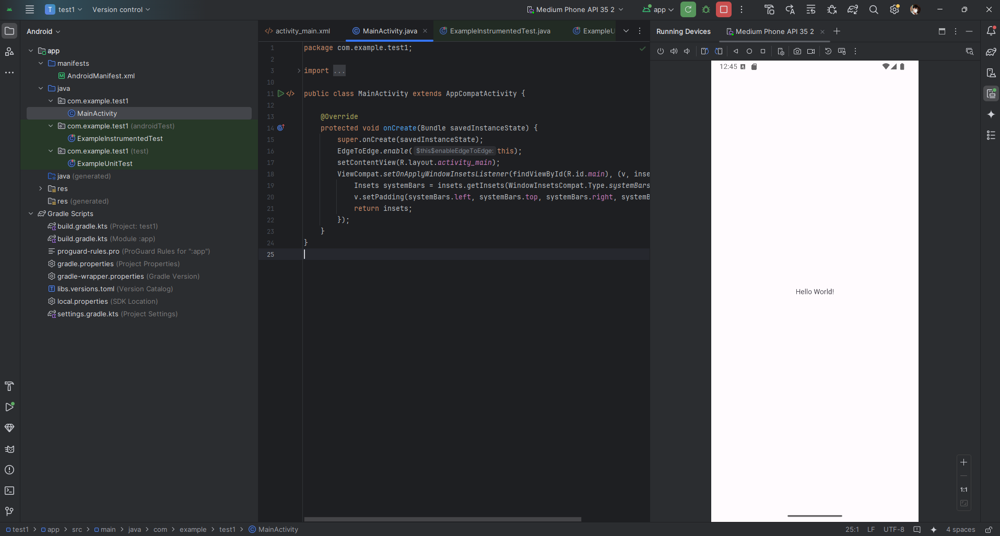 T test1 Version control Medium Phone API 35 2 app
Android
app
manifests
AndroidManifest.xml
java
com.example.test1
MainActivity
com.example.test1 (androidTest)
ExampleInstrumentedTest
com.example.test1 (test)
ExampleUnitTest
java (generated)
res
res (generated)
Gradle Scripts
build.gradle.kts (Project: test1)
build.gradle.kts (Module :app)
proguard-rules.pro (ProGuard Rules for ":app")
gradle.properties (Project Properties)
gradle-wrapper.properties (Gradle Version)
libs.versions.toml (Version Catalog)
local.properties (SDK Location)
settings.gradle.kts (Project Settings)
activity_main.xml MainActivity.java ExampleInstrumentedTest.java ExampleU
1 package com.example.test1;
2
3 import ...
10
11 public class MainActivity extends AppCompatActivity {
12
13 @Override
14 protected void onCreate(Bundle savedInstanceState) {
15 super.onCreate(savedInstanceState);
16 EdgeToEdge.enable( $this$enableEdgeToEdge: this);
17 setContentView(R.layout.activity_main);
18 ViewCompat.setOnApplyWindowInsetsListener(findViewById(R.id.main), (v, inse
19 Insets systemBars = insets.getInsets(WindowInsetsCompat.Type.systemBars
20 v.setPadding(systemBars.left, systemBars.top, systemBars.right, systemB
21 return insets;
22 });
23 }
24 }
25
Running Devices Medium Phone API 35 2
12:45 A
Hello World!
1:1
test1 > app > src > main > java > com > example > test1 > MainActivity
25:1 LF UTF-8 4 spaces